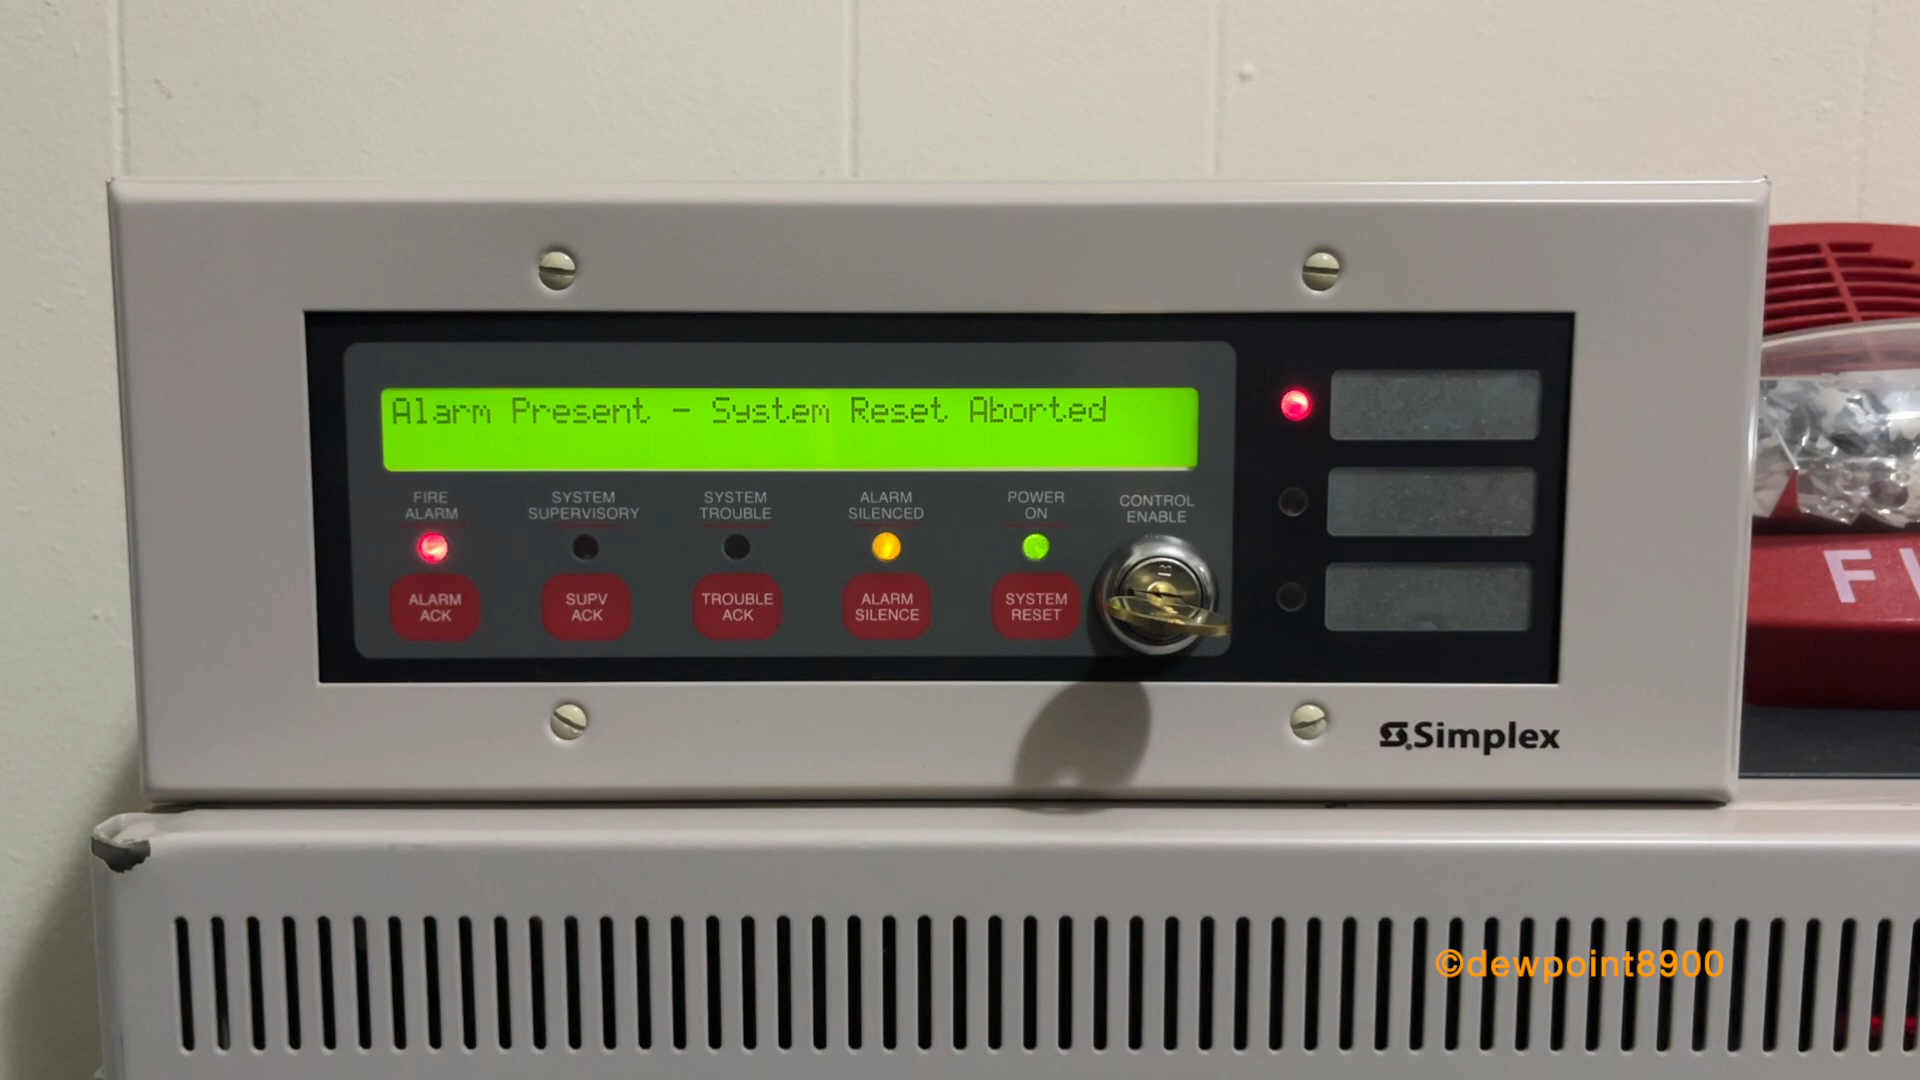 Alarm Present - System Reset Aborted
FIRE
ALARM
SYSTEM
SUPERVISORY
SYSTEM
TROUBLE
ALARM
SILENCED
POWER
ON
CONTROL
ENABLE
ALARM
ACK
SUPV
ACK
TROUBLE
ACK
ALARM
SILENCE
SYSTEM
RESET
Simplex
FI
©dewpoint8900